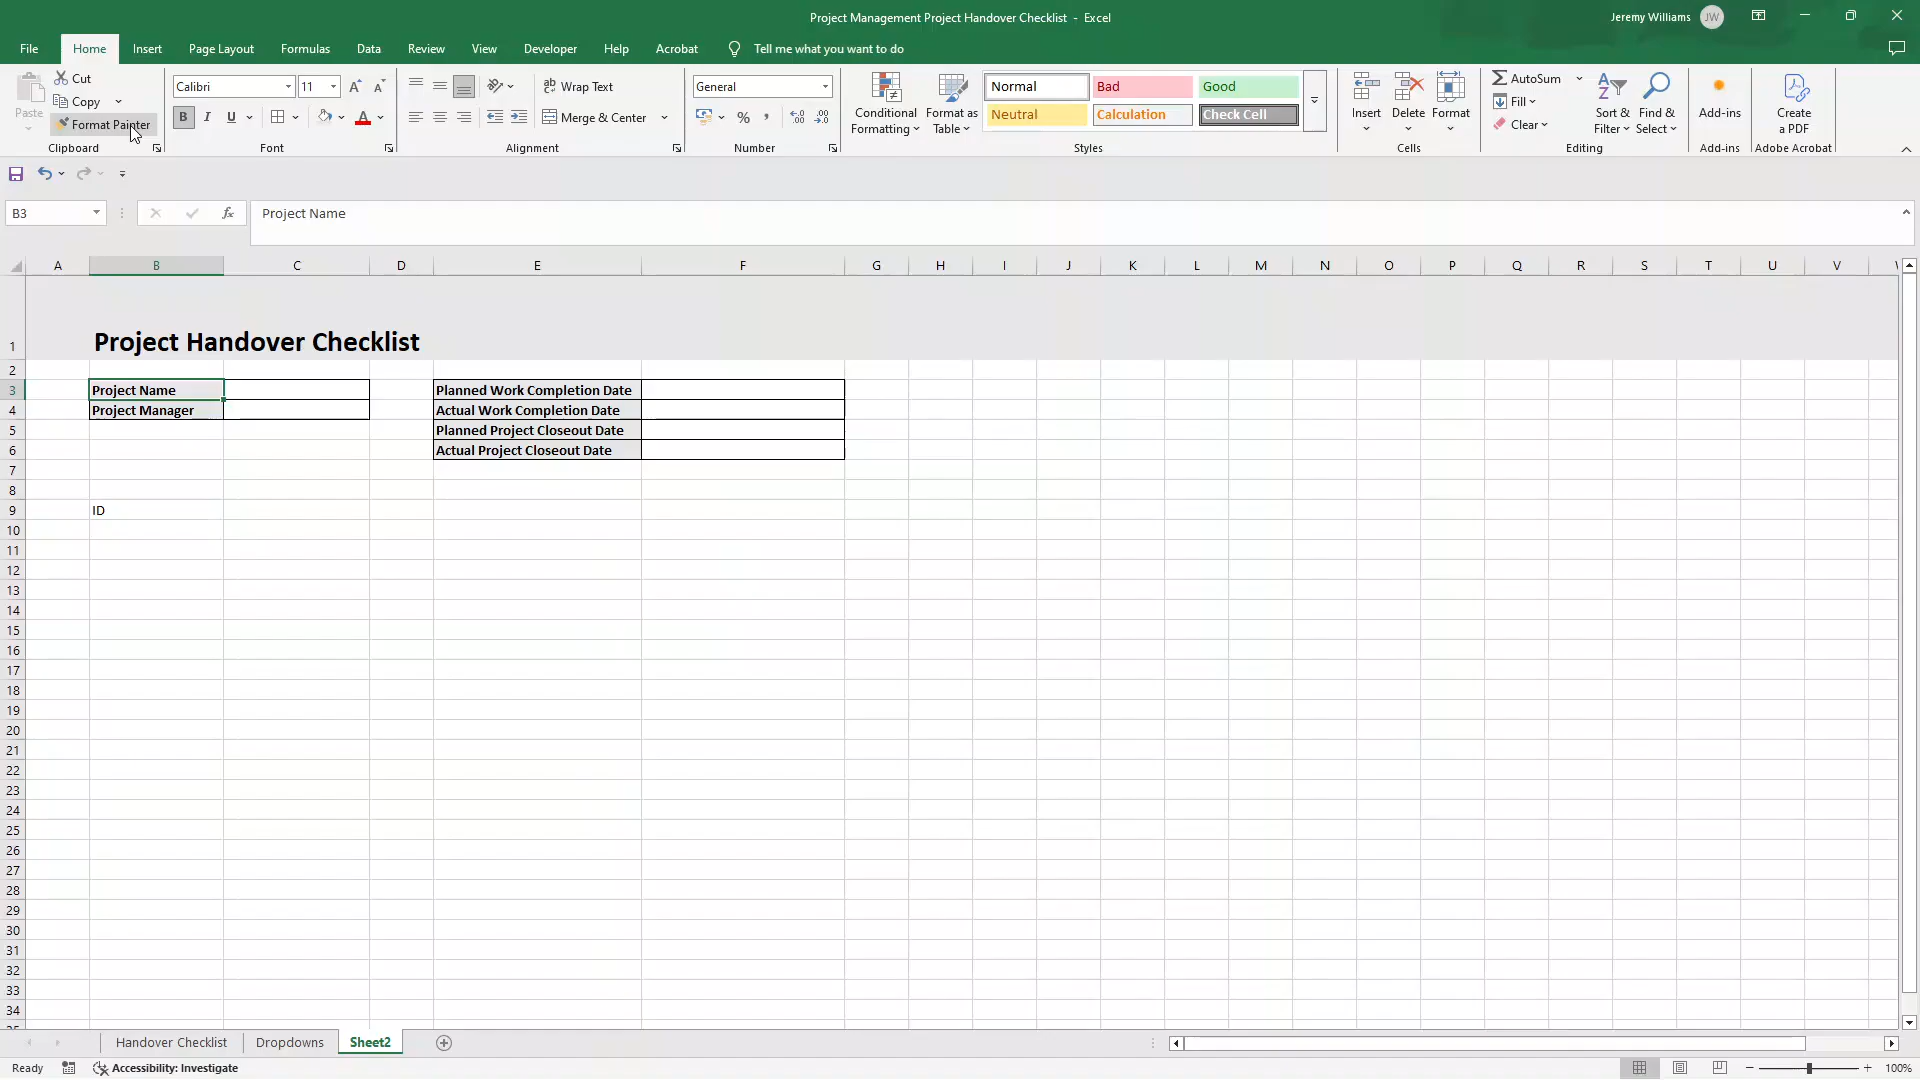 Project Management Project Handover Checklist - Excel
Jeremy Williams JW
File Home Insert Page Layout Formulas Data Review View Developer Help Acrobat Tell me what you want to do
Paste
Cut
Copy
Format Painter
Clipboard
Calibri 11
B I U
Font
Wrap Text
Merge & Center
Alignment
General
Number
Conditional Formatting
Format as Table
Normal Bad Good
Neutral Calculation Check Cell
Styles
Insert Delete Format
Cells
AutoSum
Fill
Clear
Sort & Filter
Find & Select
Editing
Add-ins
Add-ins
Create a PDF
Adobe Acrobat
B3 fx Project Name
A B C D E F G H I J K L M N O P Q R S T U V
1 Project Handover Checklist
2
3 Project Name Planned Work Completion Date
4 Project Manager Actual Work Completion Date
5 Planned Project Closeout Date
6 Actual Project Closeout Date
7
8
9 ID
10
11
12
13
14
15
16
17
18
19
20
21
22
23
24
25
26
27
28
29
30
31
32
33
34
Handover Checklist Dropdowns Sheet2
Ready Accessibility: Investigate 100%